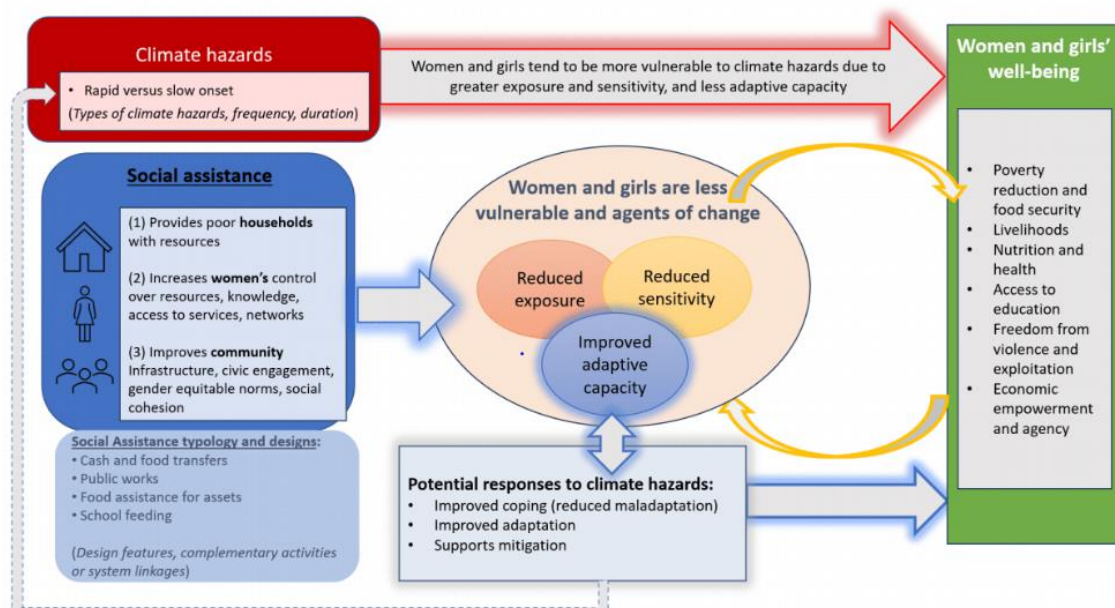 Climate hazards
• Rapid versus slow onset
(Types of climate hazards, frequency, duration)
Women and girls tend to be more vulnerable to climate hazards due to
greater exposure and sensitivity, and less adaptive capacity
Women and girls’
well-being
• Poverty
reduction and
food security
• Livelihoods
• Nutrition and
health
• Access to
education
• Freedom from
violence and
exploitation
• Economic
empowerment
and agency
Social assistance
(1) Provides poor households
with resources
(2) Increases women’s control
over resources, knowledge,
access to services, networks
(3) Improves community
Infrastructure, civic engagement,
gender equitable norms, social
cohesion
Women and girls are less
vulnerable and agents of change
Reduced
exposure
Reduced
sensitivity
Improved
adaptive
capacity
Social Assistance typology and designs:
• Cash and food transfers
• Public works
• Food assistance for assets
• School feeding
(Design features, complementary activities
or system linkages)
Potential responses to climate hazards:
• Improved coping (reduced maladaptation)
• Improved adaptation
• Supports mitigation